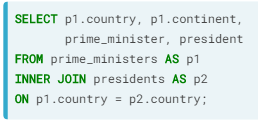 SELECT p1.country, p1.continent,
       prime_minister, president
FROM prime_ministers AS p1
INNER JOIN presidents AS p2
ON p1.country = p2.country;